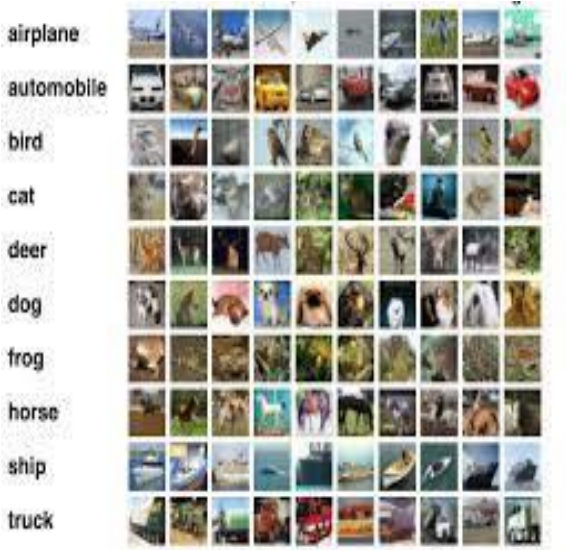 airplane
automobile
bird
cat
deer
dog
frog
horse
ship
truck